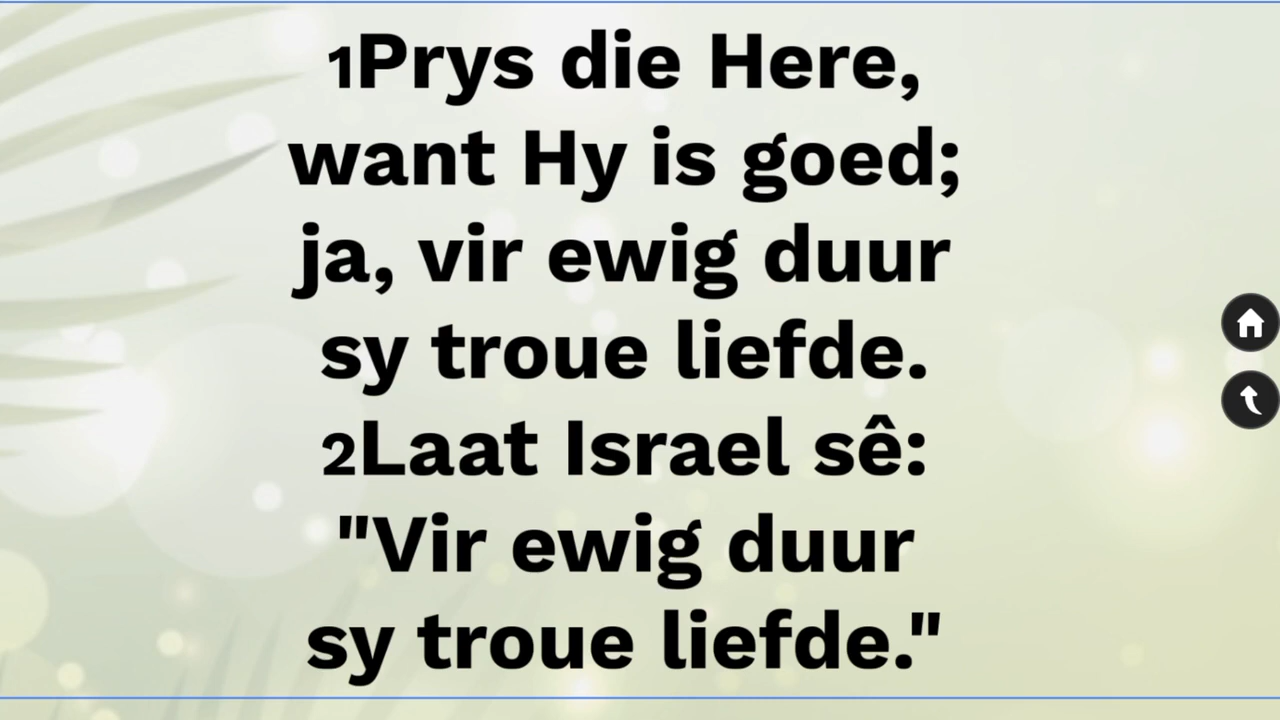 1Prys die Here,
want Hy is goed;
ja, vir ewig duur
sy troue liefde.
2Laat Israel sê:
"Vir ewig duur
sy troue liefde."